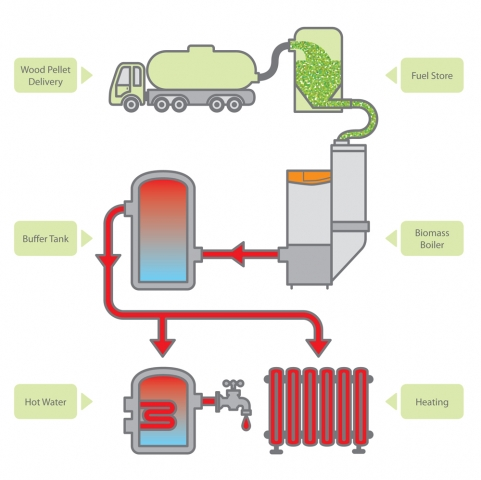 Wood Pellet
Delivery
Fuel Store
Buffer Tank
Biomass
Boiler
Hot Water
Heating